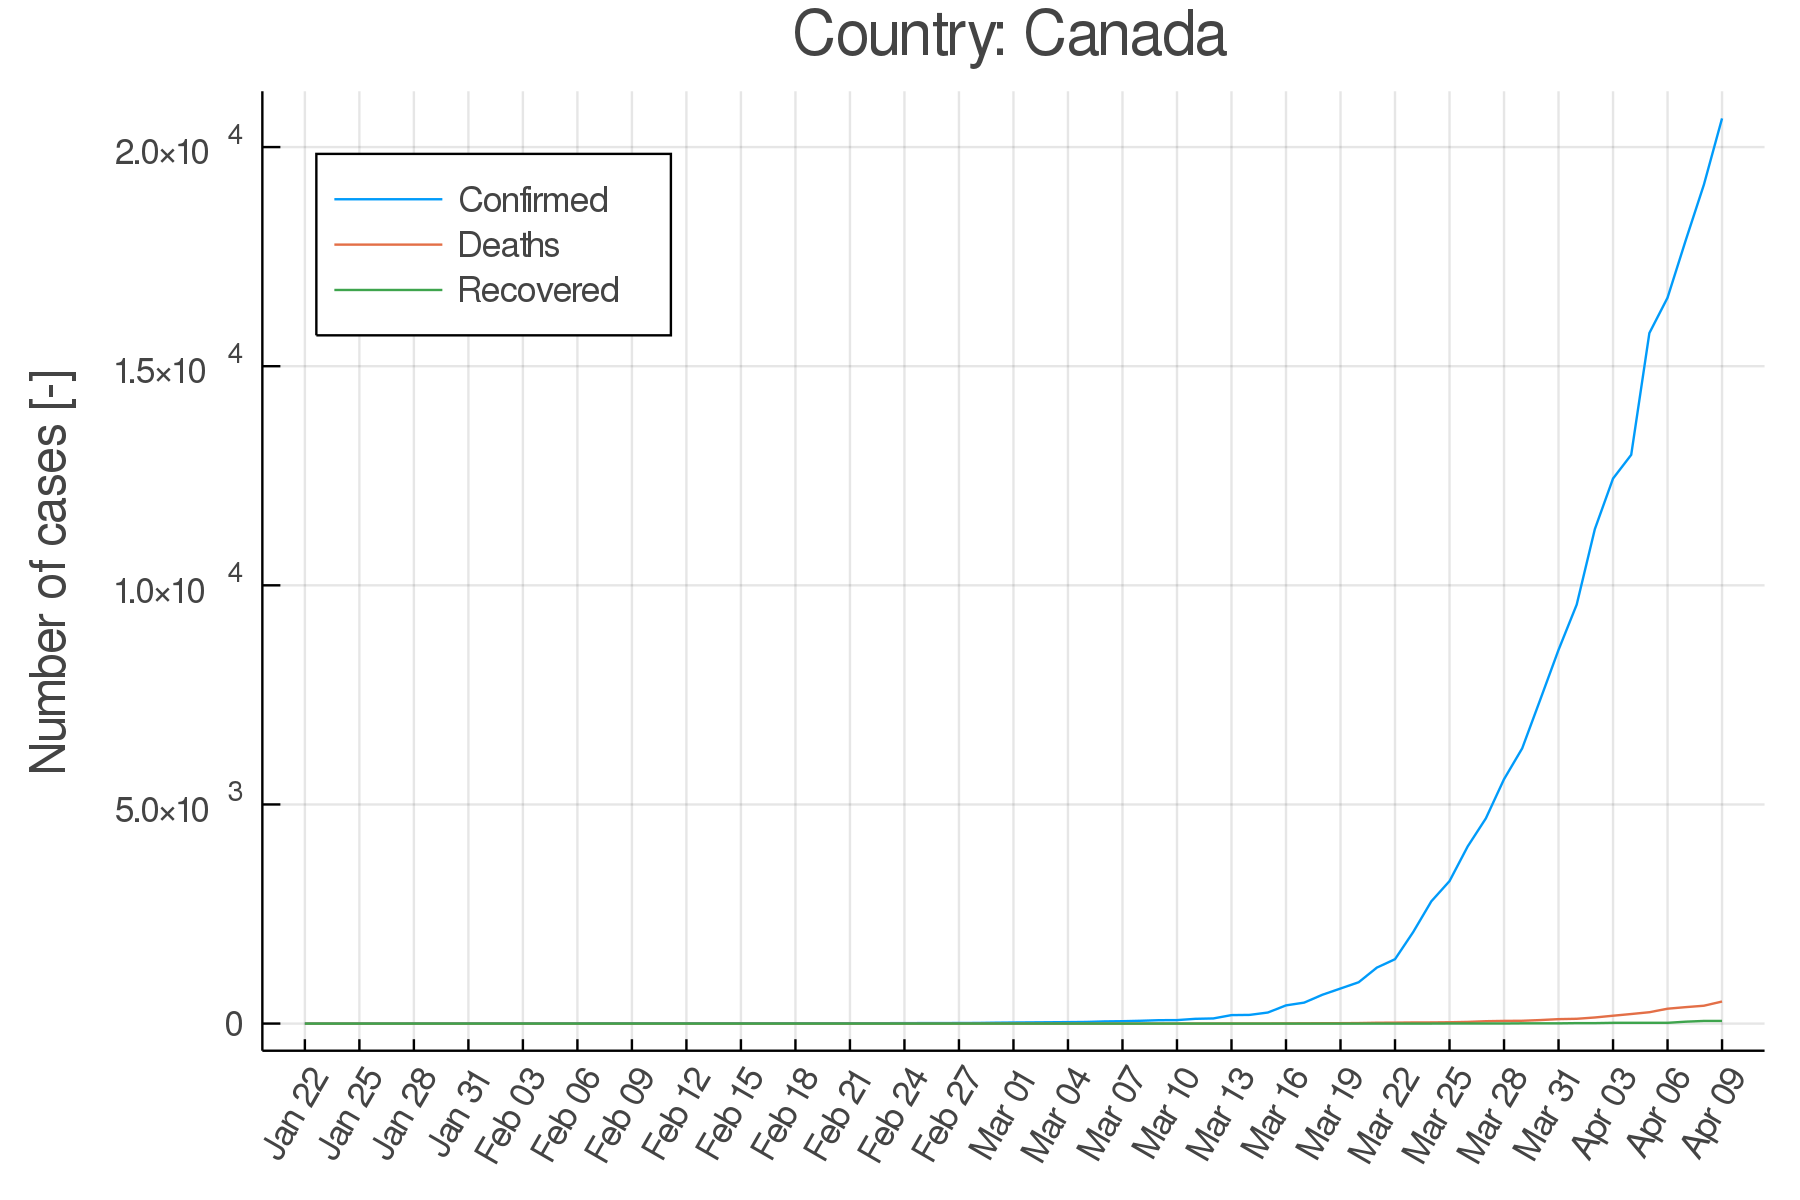 Country: Canada
Number of cases [-]
2.0×10 4
1.5×10 4
1.0×10 4
5.0×10 3
0
Confirmed
Deaths
Recovered
Jan 22
Jan 25
Jan 28
Jan 31
Feb 03
Feb 06
Feb 09
Feb 12
Feb 15
Feb 18
Feb 21
Feb 24
Feb 27
Mar 01
Mar 04
Mar 07
Mar 10
Mar 13
Mar 16
Mar 19
Mar 22
Mar 25
Mar 28
Mar 31
Apr 03
Apr 06
Apr 09